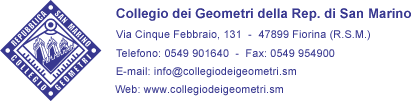 REPUBBLICA SAN MARINO
COLLEGIO GEOMETRI
Collegio dei Geometri della Rep. di San Marino
Via Cinque Febbraio, 131 - 47899 Fiorina (R.S.M.)
Telefono: 0549 901640 - Fax: 0549 954900
E-mail: info@collegiodeigeometri.sm
Web: www.collegiodeigeometri.sm